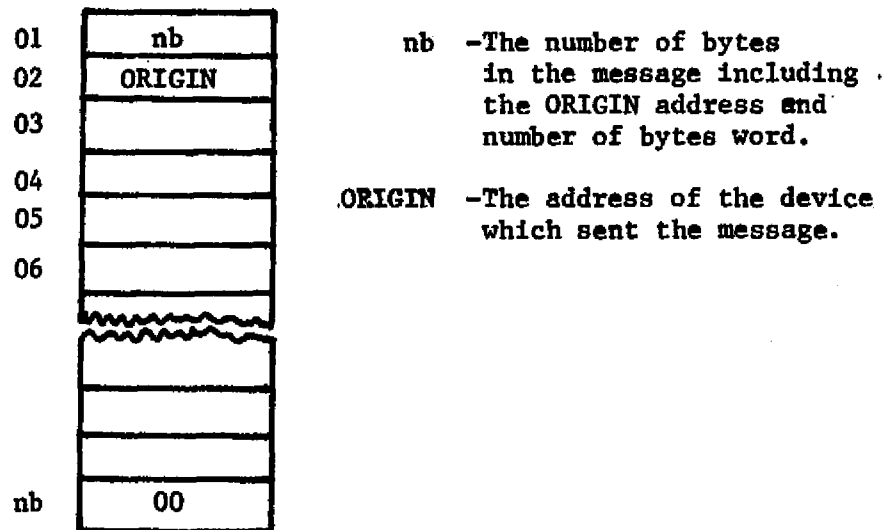 01 nb
02 ORIGIN
03
04
05
06
nb 00
nb -The number of bytes
in the message including
the ORIGIN address and
number of bytes word.
ORIGIN -The address of the device
which sent the message.